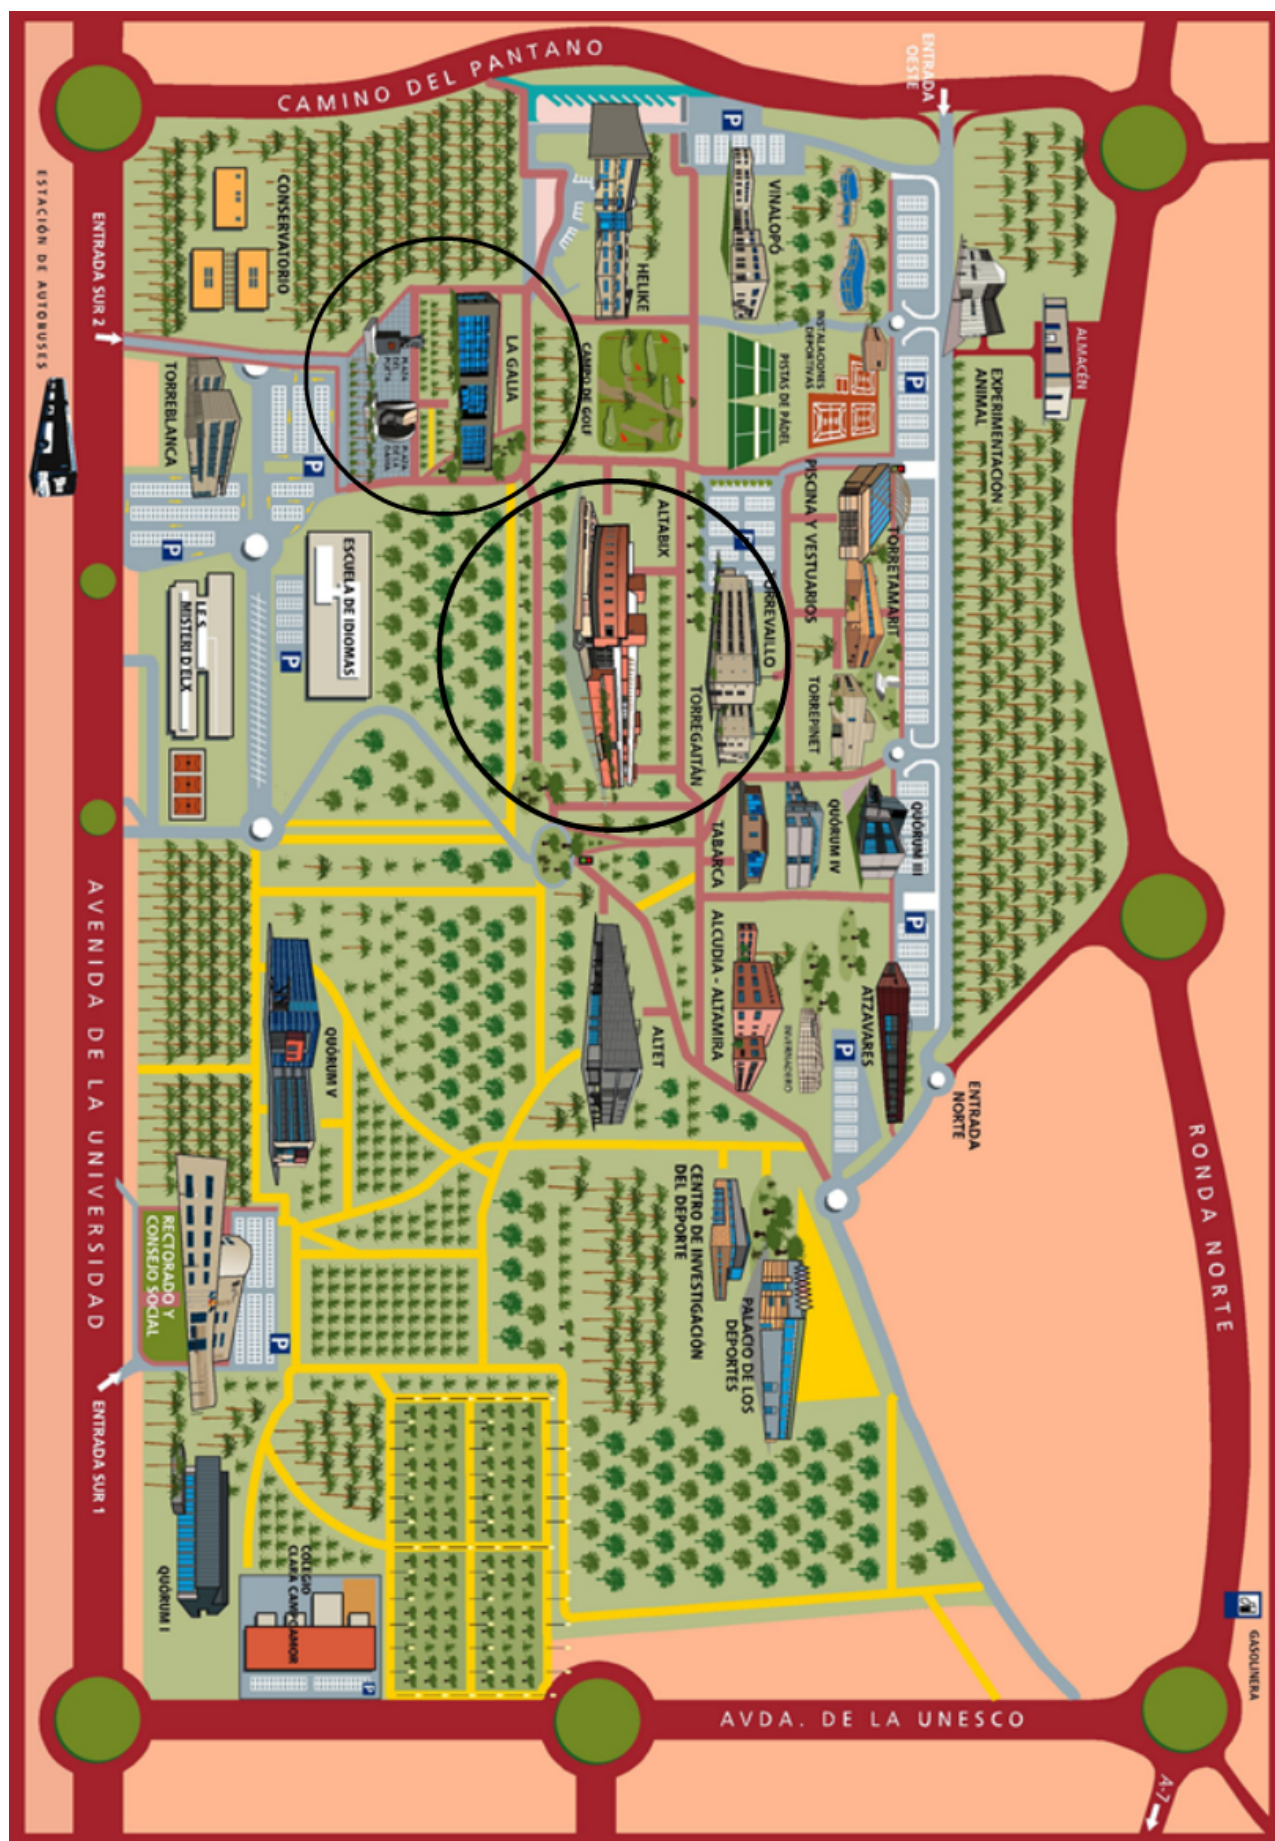 CAMINO DEL PANTANO
ENTRADA
OESTE
P
ESTACIÓN DE AUTOBUSES
ENTRADA SUR 2
CONSERVATORIO
HELIKE
VINALOPÓ
INSTALACIONES
DEPORTIVAS
PISTAS DE PÁDEL
CAMPO DE GOLF
LA GALIA
ALMACÉN
EXPERIMENTACIÓN
ANIMAL
P
TORREBLANCA
P
P
PISCINA Y VESTUARIOS
TORRETAMARIT
ALTABIX
P
TORREVAILLO
TORREGAITÁN
TORREPINET
ESCUELA DE IDIOMAS
P
I.E.S.
MISTERI D'ELX
TABARCA
QUÓRUM IV
QUÓRUM III
P
ALCUDIA - ALTAMIRA
INVERNADERO
P
ATZAVARES
ENTRADA
NORTE
ALTET
QUÓRUM V
AVENIDA DE LA UNIVERSIDAD
RONDA NORTE
CENTRO DE INVESTIGACIÓN
DEL DEPORTE
PALACIO DE LOS
DEPORTES
RECTORADO Y
CONSEJO SOCIAL
P
ENTRADA SUR 1
QUÓRUM I
COLEGIO
CLARA CAMPOAMOR
P
GASOLINERA
AVDA. DE LA UNESCO
A-7